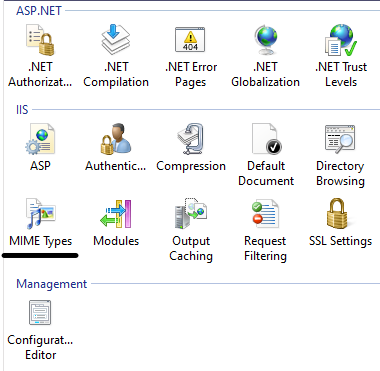 ASP.NET
.NET Authorizat...
.NET Compilation
404
.NET Error Pages
.NET Globalization
.NET Trust Levels
IIS
ASP
Authentic...
Compression
Default Document
Directory Browsing
MIME Types
Modules
Output Caching
Request Filtering
SSL Settings
Management
Configurat... Editor